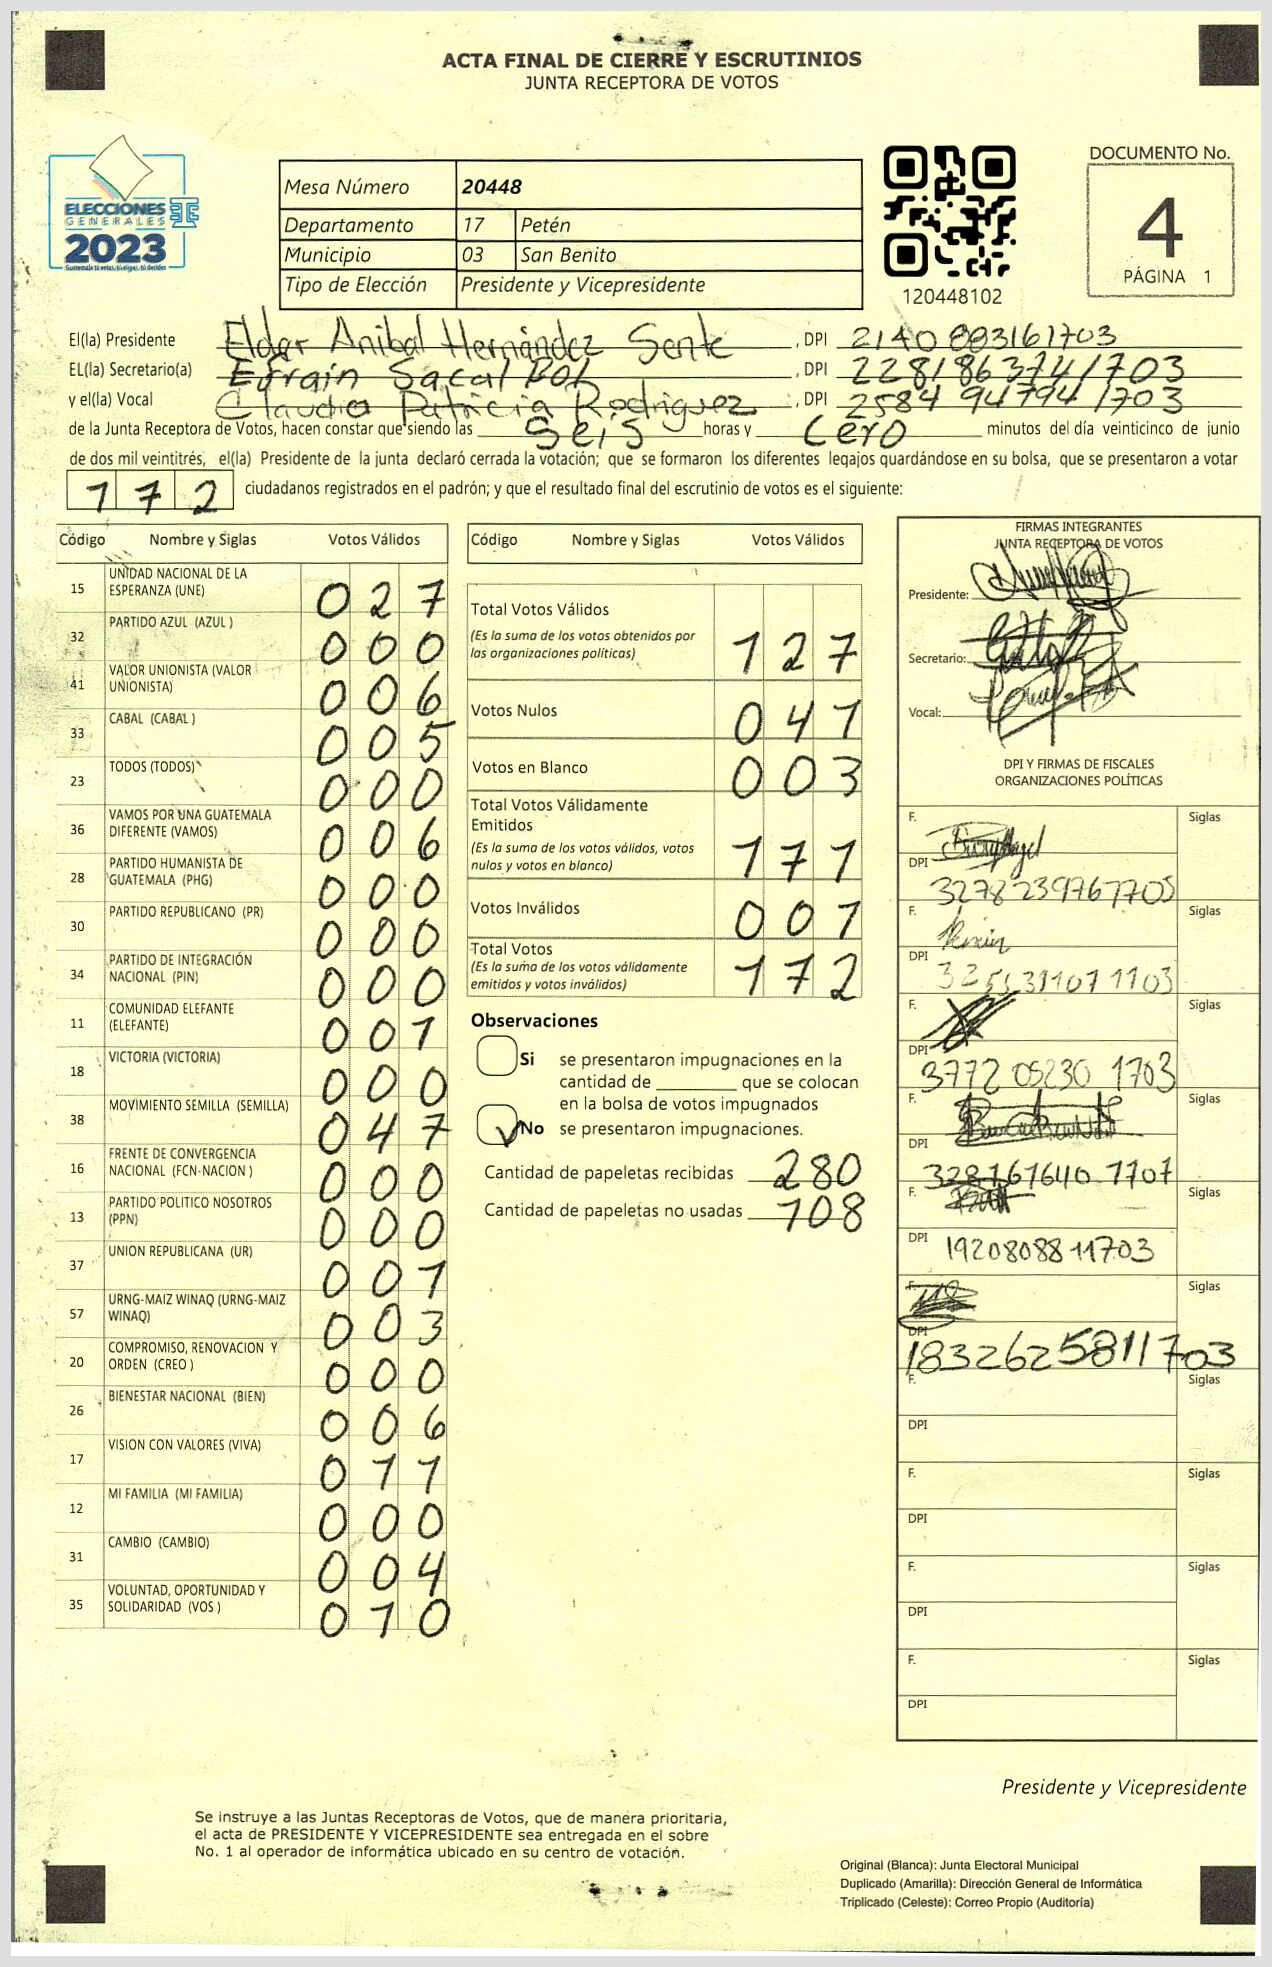 ACTA FINAL DE CIERRE Y ESCRUTINIOS
JUNTA RECEPTORA DE VOTOS
ELECCIONES
GENERALES
2023
Mesa Número 20448
Departamento 17 Petén
Municipio 03 San Benito
Tipo de Elección Presidente y Vicepresidente
120448102
DOCUMENTO No.
4
PÁGINA 1
El(la) Presidente Elder Anibal Hernández Sente , DPI 2140 893161703
EL(la) Secretario(a) Efrain Sacal Bol , DPI 2281863741703
y el(la) Vocal Claudia Patricia Rodriguez , DPI 2584 94794 1703
de la Junta Receptora de Votos, hacen constar que siendo las Seis horas y cero minutos del día veinticinco de junio
de dos mil veintitrés, el(la) Presidente de la junta declaró cerrada la votación; que se formaron los diferentes legajos guardándose en su bolsa, que se presentaron a votar
172 ciudadanos registrados en el padrón; y que el resultado final del escrutinio de votos es el siguiente:
Código Nombre y Siglas Votos Válidos
15 UNIDAD NACIONAL DE LA ESPERANZA (UNE) 027
32 PARTIDO AZUL (AZUL ) 000
41 VALOR UNIONISTA (VALOR UNIONISTA) 006
33 CABAL (CABAL ) 005
23 TODOS (TODOS) 000
36 VAMOS POR UNA GUATEMALA DIFERENTE (VAMOS) 006
28 PARTIDO HUMANISTA DE GUATEMALA (PHG) 000
30 PARTIDO REPUBLICANO (PR) 000
34 PARTIDO DE INTEGRACIÓN NACIONAL (PIN) 000
11 COMUNIDAD ELEFANTE (ELEFANTE) 001
18 VICTORIA (VICTORIA) 000
38 MOVIMIENTO SEMILLA (SEMILLA) 047
16 FRENTE DE CONVERGENCIA NACIONAL (FCN-NACION ) 000
13 PARTIDO POLITICO NOSOTROS (PPN) 000
37 UNION REPUBLICANA (UR) 001
57 URNG-MAIZ WINAQ (URNG-MAIZ WINAQ) 003
20 COMPROMISO, RENOVACION Y ORDEN (CREO ) 000
26 BIENESTAR NACIONAL (BIEN) 006
17 VISION CON VALORES (VIVA) 011
12 MI FAMILIA (MI FAMILIA) 000
31 CAMBIO (CAMBIO) 004
35 VOLUNTAD, OPORTUNIDAD Y SOLIDARIDAD (VOS ) 010
Código Nombre y Siglas Votos Válidos
Total Votos Válidos
(Es la suma de los votos obtenidos por
las organizaciones políticas) 127
Votos Nulos 041
Votos en Blanco 003
Total Votos Válidamente
Emitidos
(Es la suma de los votos válidos, votos
nulos y votos en blanco) 171
Votos Inválidos 001
Total Votos
(Es la suma de los votos válidamente
emitidos y votos inválidos) 172
Observaciones
Si se presentaron impugnaciones en la
cantidad de ________ que se colocan
en la bolsa de votos impugnados
No se presentaron impugnaciones.
Cantidad de papeletas recibidas 280
Cantidad de papeletas no usadas 108
FIRMAS INTEGRANTES
JUNTA RECEPTORA DE VOTOS
Presidente:
Secretario:
Vocal:
DPI Y FIRMAS DE FISCALES
ORGANIZACIONES POLÍTICAS
F. Siglas
DPI 3278239761703
F. Siglas
DPI
F. Siglas
DPI 3772 05230 1703
F. Siglas
DPI 328767640 1707
F. Siglas
DPI 1920808811703
F. Siglas
DPI 1832625811703
F. Siglas
DPI
F. Siglas
DPI
F. Siglas
DPI
F. Siglas
DPI
Presidente y Vicepresidente
Se instruye a las Juntas Receptoras de Votos, que de manera prioritaria,
el acta de PRESIDENTE Y VICEPRESIDENTE sea entregada en el sobre
No. 1 al operador de informática ubicado en su centro de votación.
Original (Blanca): Junta Electoral Municipal
Duplicado (Amarilla): Dirección General de Informática
Triplicado (Celeste): Correo Propio (Auditoría)